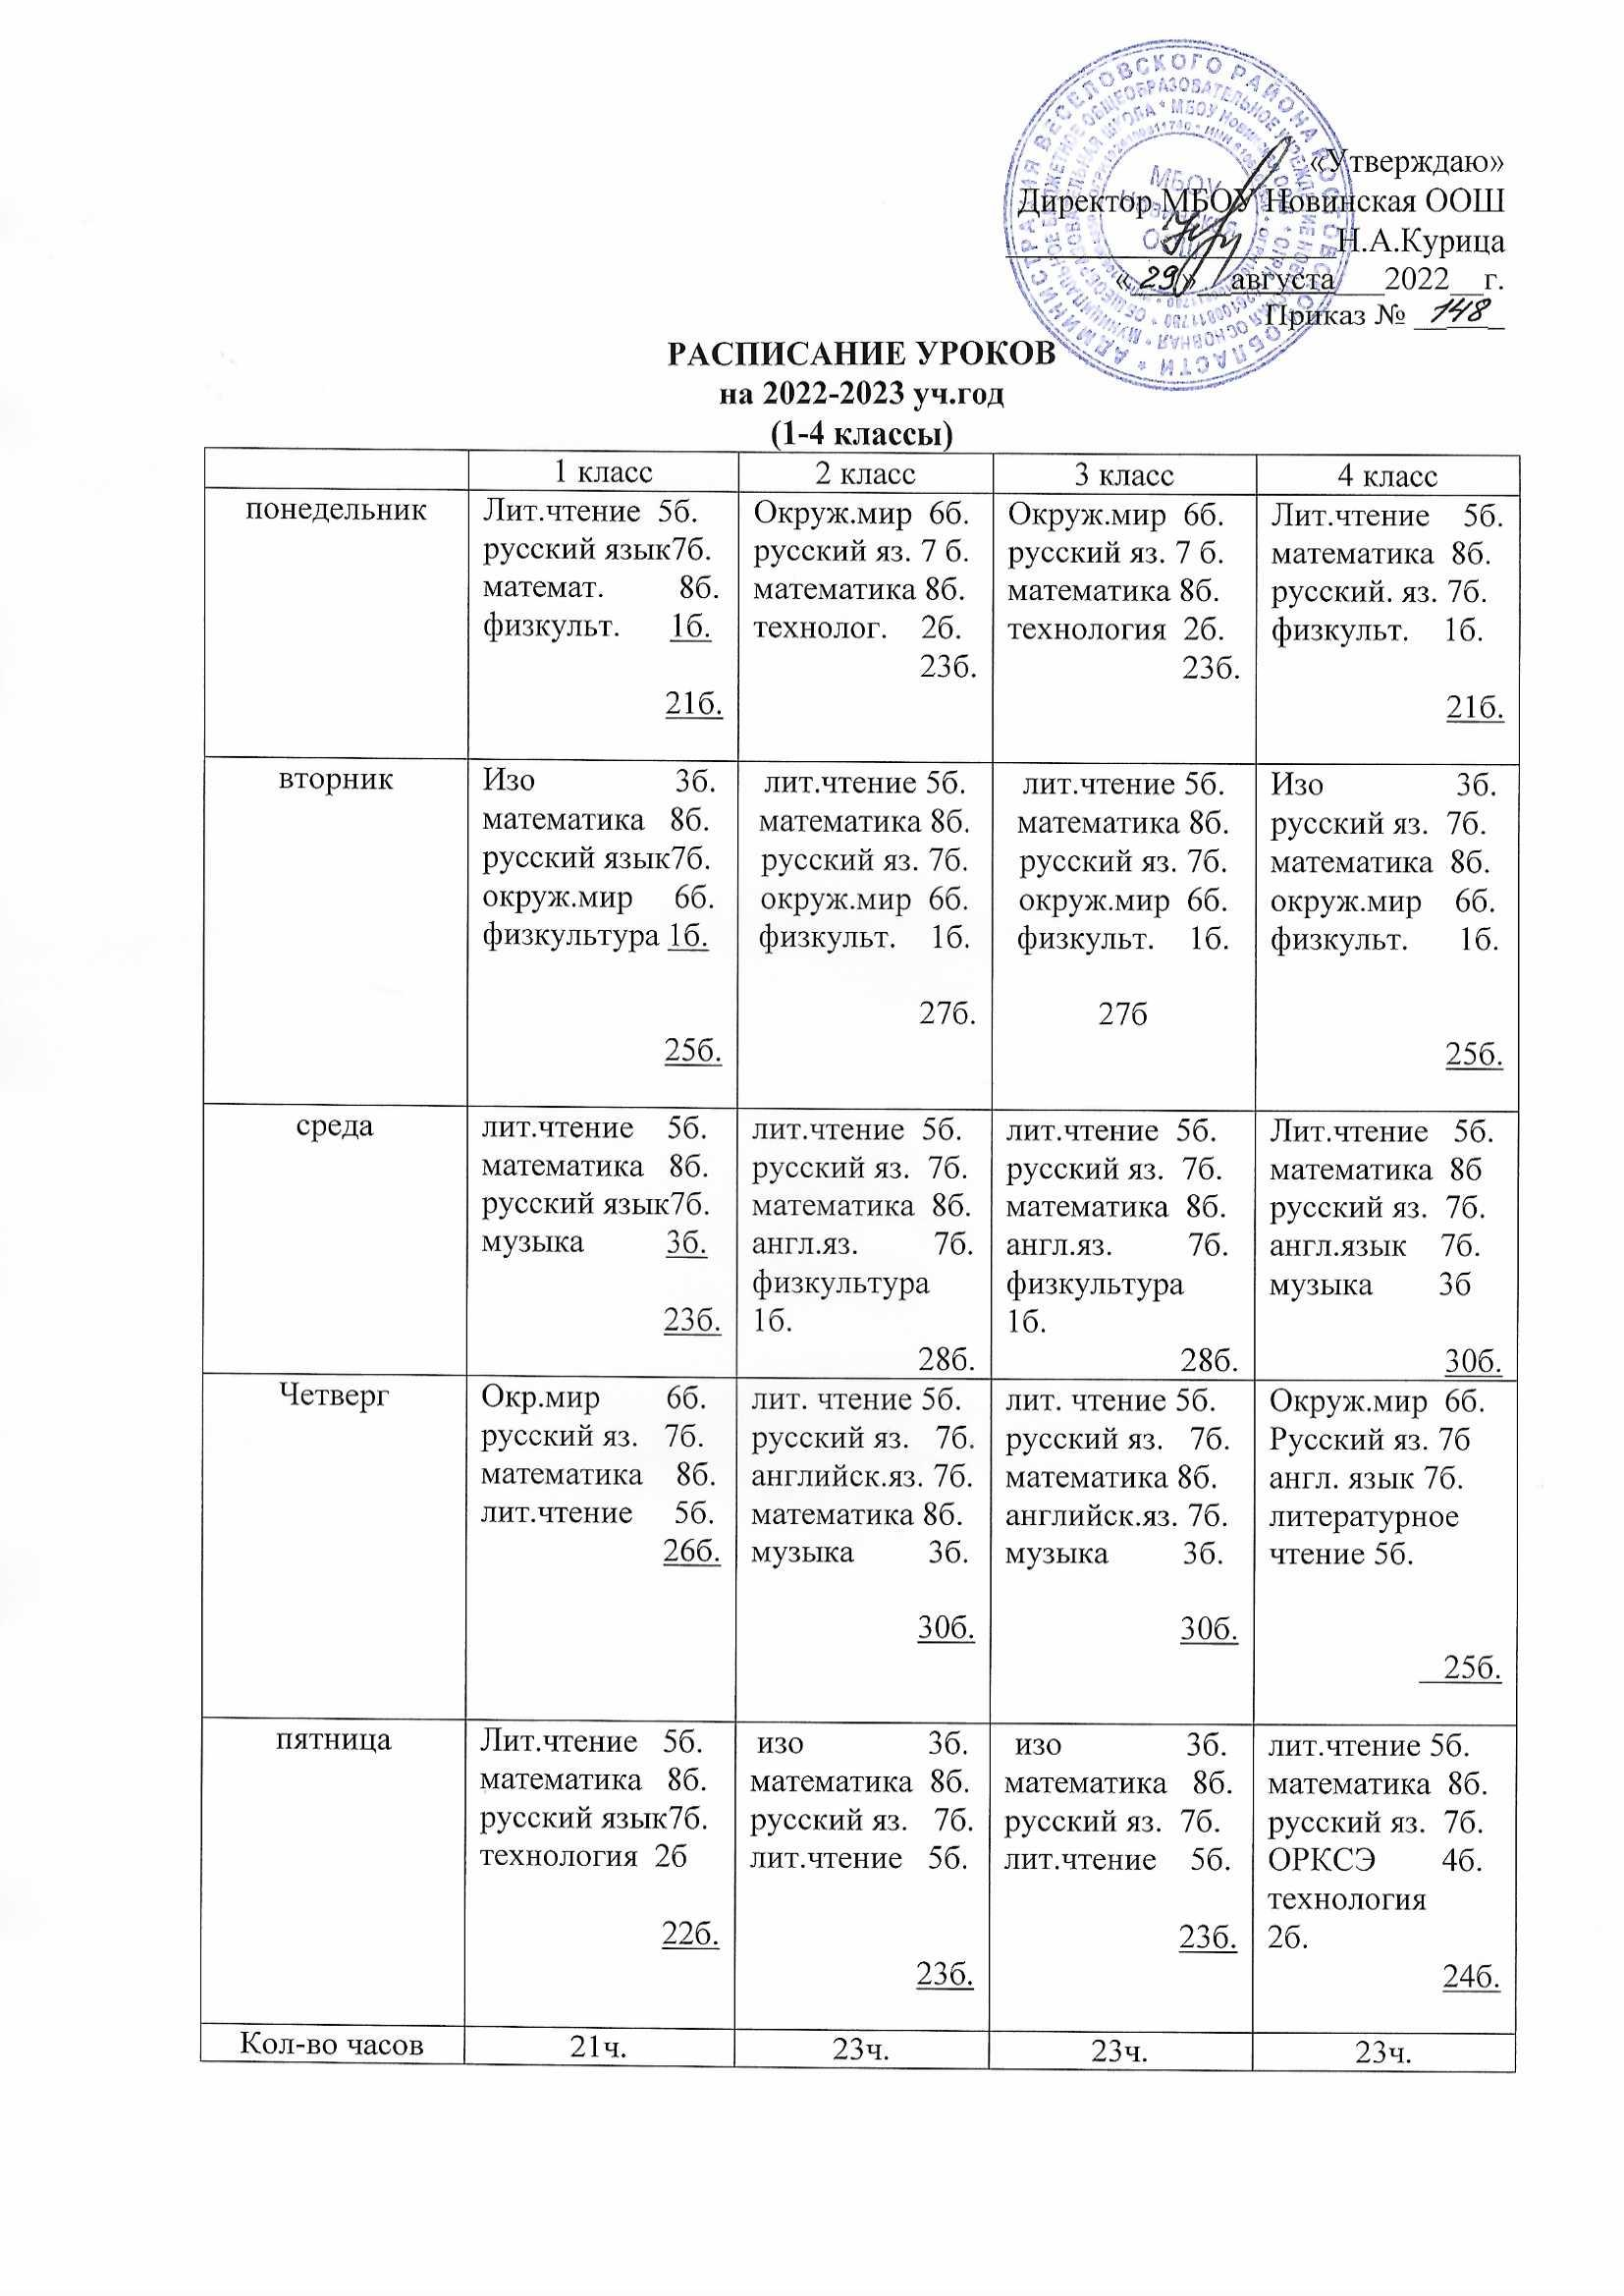 АДМИНИСТРАЦИЯ ВЕСЕЛОВСКОГО РАЙОНА РОСТОВСКОЙ ОБЛАСТИ *
МБОУ
Новинская
ООШ
«Утверждаю»
Директор МБОУ Новинская ООШ
Н.А.Курица
«29» августа 2022 г.
Приказ № 148
РАСПИСАНИЕ УРОКОВ
на 2022-2023 уч.год
(1-4 классы)
1 класс 2 класс 3 класс 4 класс
понедельник
Лит.чтение 5б.
русский язык7б.
математ. 8б.
физкульт. 1б.
21б.
Окруж.мир 6б.
русский яз. 7 б.
математика 8б.
технолог. 2б.
23б.
Окруж.мир 6б.
русский яз. 7 б.
математика 8б.
технология 2б.
23б.
Лит.чтение 5б.
математика 8б.
русский. яз. 7б.
физкульт. 1б.
21б.
вторник
Изо 3б.
математика 8б.
русский язык7б.
окруж.мир 6б.
физкультура 1б.
25б.
лит.чтение 5б.
математика 8б.
русский яз. 7б.
окруж.мир 6б.
физкульт. 1б.
27б.
лит.чтение 5б.
математика 8б.
русский яз. 7б.
окруж.мир 6б.
физкульт. 1б.
27б
Изо 3б.
русский яз. 7б.
математика 8б.
окруж.мир 6б.
физкульт. 1б.
25б.
среда
лит.чтение 5б.
математика 8б.
русский язык7б.
музыка 3б.
23б.
лит.чтение 5б.
русский яз. 7б.
математика 8б.
англ.яз. 7б.
физкультура
1б.
28б.
лит.чтение 5б.
русский яз. 7б.
математика 8б.
англ.яз. 7б.
физкультура
1б.
28б.
Лит.чтение 5б.
математика 8б
русский яз. 7б.
англ.язык 7б.
музыка 3б
30б.
Четверг
Окр.мир 6б.
русский яз. 7б.
математика 8б.
лит.чтение 5б.
26б.
лит. чтение 5б.
русский яз. 7б.
английск.яз. 7б.
математика 8б.
музыка 3б.
30б.
лит. чтение 5б.
русский яз. 7б.
математика 8б.
английск.яз. 7б.
музыка 3б.
30б.
Окруж.мир 6б.
Русский яз. 7б
англ. язык 7б.
литературное
чтение 5б.
25б.
пятница
Лит.чтение 5б.
математика 8б.
русский язык7б.
технология 2б
22б.
изо 3б.
математика 8б.
русский яз. 7б.
лит.чтение 5б.
23б.
изо 3б.
математика 8б.
русский яз. 7б.
лит.чтение 5б.
23б.
лит.чтение 5б.
математика 8б.
русский яз. 7б.
ОРКСЭ 4б.
технология
2б.
24б.
Кол-во часов 21ч. 23ч. 23ч. 23ч.